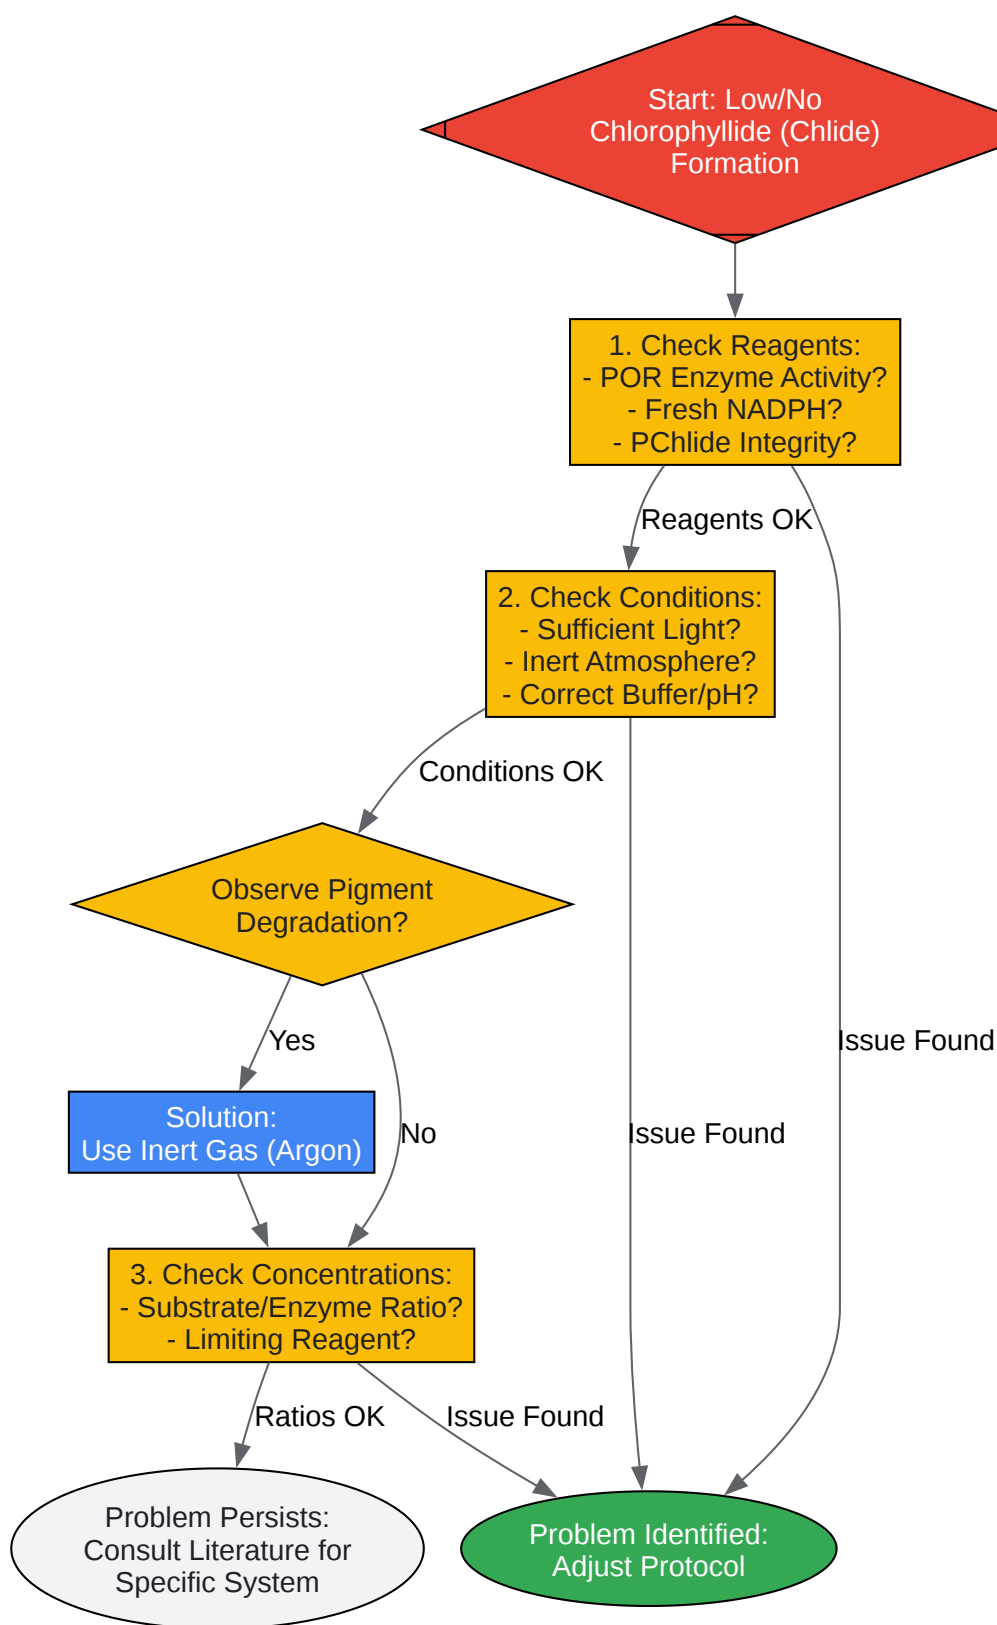 Start: Low/No
Chlorophyllide (Chlide)
Formation
1. Check Reagents:
- POR Enzyme Activity?
- Fresh NADPH?
- PChlide Integrity?
Reagents OK
2. Check Conditions:
- Sufficient Light?
- Inert Atmosphere?
- Correct Buffer/pH?
Conditions OK
Observe Pigment
Degradation?
Yes
Issue Found
Solution:
Use Inert Gas (Argon)
No
Issue Found
3. Check Concentrations:
- Substrate/Enzyme Ratio?
- Limiting Reagent?
Ratios OK
Issue Found
Problem Persists:
Consult Literature for
Specific System
Problem Identified:
Adjust Protocol